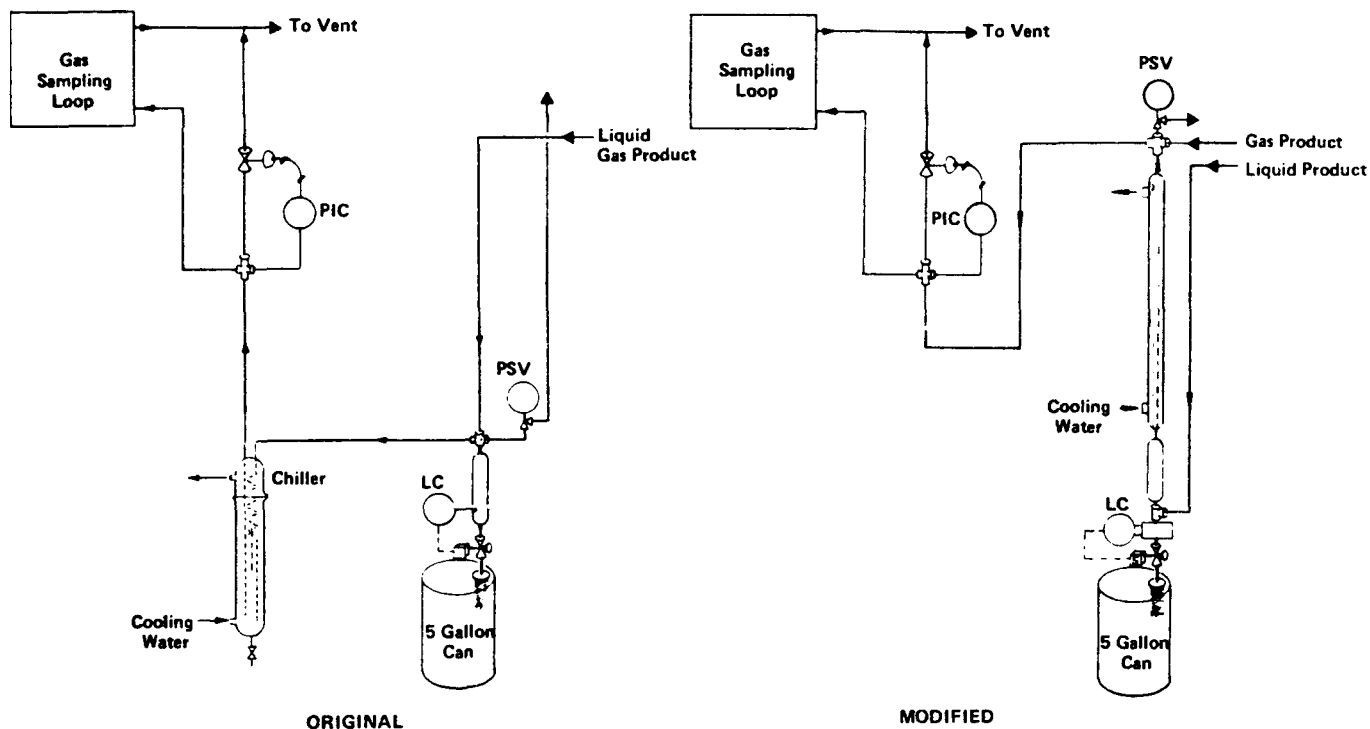 Gas
Sampling
Loop
To Vent
Liquid
Gas Product
PIC
PSV
Chiller
LC
Cooling
Water
5 Gallon
Can
ORIGINAL
Gas
Sampling
Loop
To Vent
PSV
Gas Product
Liquid Product
PIC
Cooling
Water
LC
5 Gallon
Can
MODIFIED